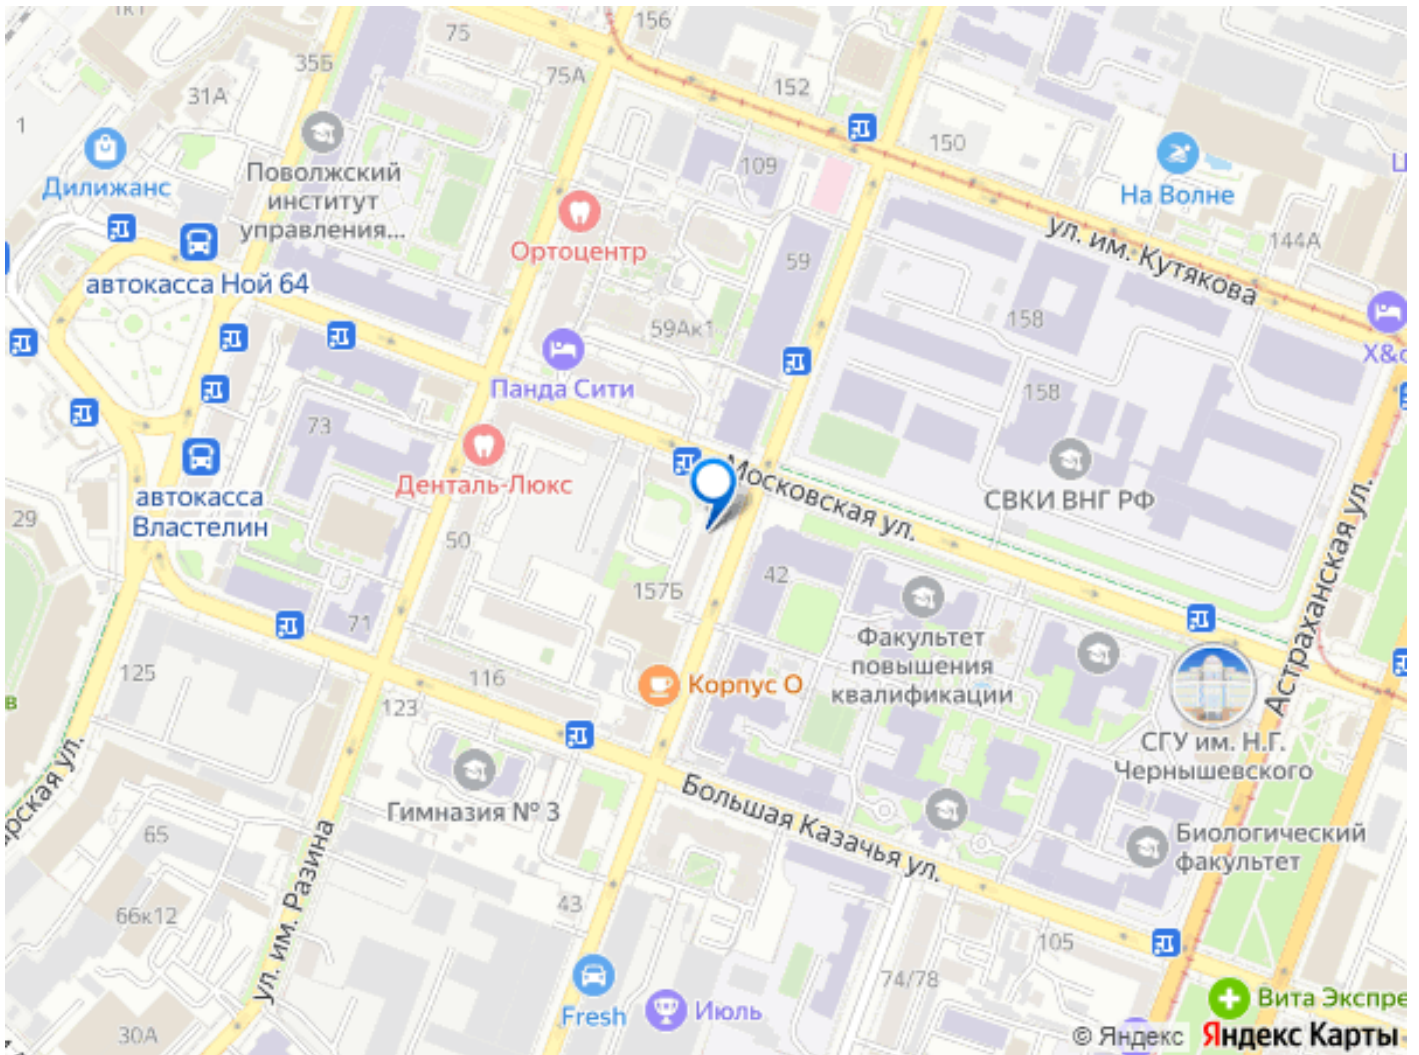 1к1
75
156
35Б
75А
152
31А
1
109
150
Дилижанс
Поволжский
институт
управления...
Ортоцентр
На Волне
Ц
ул. им. Кутякова
144А
59
автокасса Ной 64
59Ак1
158
Х&с
Панда Сити
158
73
Московская ул.
Денталь-Люкс
СВКИ ВНГ РФ
автокасса
Властелин
29
50
42
157Б
71
Факультет
повышения
квалификации
Астраханская ул.
125
116
Корпус О
123
в
СГУ им. Н.Г.
Чернышевского
Гимназия № 3
Большая Казачья ул.
арская ул.
65
Биологический
факультет
ул. им. Разина
66к12
43
105
74/78
Fresh
Июль
Вита Экспре
30А
© Яндекс Яндекс Карты